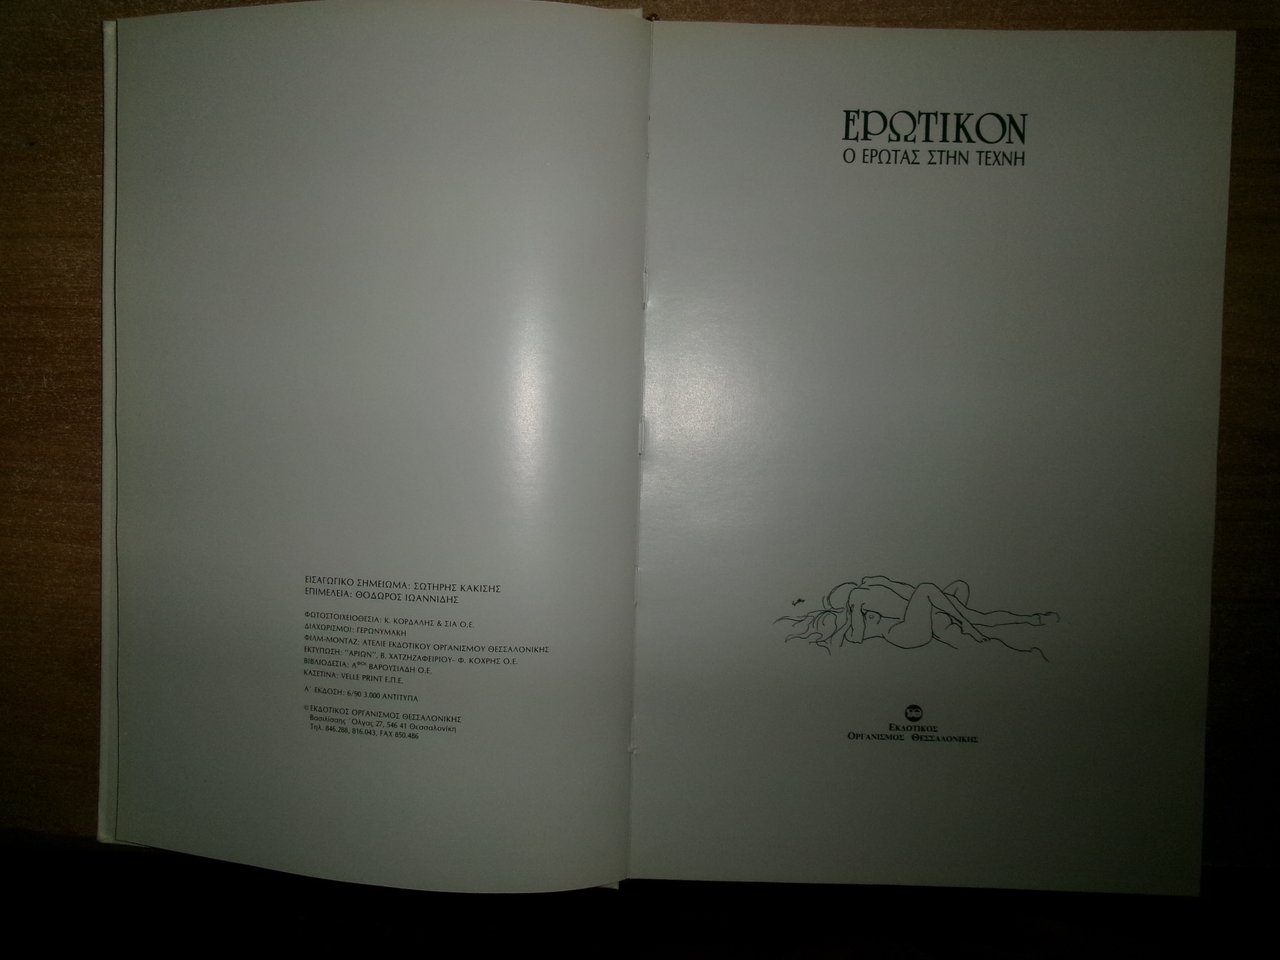 ΕΙΣΑΓΩΓΙΚΟ ΣΗΜΕΙΩΜΑ: ΣΩΤΗΡΗΣ ΚΑΚΙΣΗΣ
ΕΠΙΜΕΛΕΙΑ: ΘΟΔΩΡΟΣ ΙΩΑΝΝΙΔΗΣ
ΦΩΤΟΣΤΟΙΧΕΙΟΘΕΣΙΑ: Κ. ΚΟΡΔΑΛΗΣ & ΣΙΑ Ο.Ε.
ΔΙΑΧΩΡΙΣΜΟΙ: ΓΕΡΩΝΥΜΑΚΗ
ΦΙΛΜ-ΜΟΝΤΑΖ: ΑΤΕΛΙΕ ΕΚΔΟΤΙΚΟΥ ΟΡΓΑΝΙΣΜΟΥ ΘΕΣΣΑΛΟΝΙΚΗΣ
ΕΚΤΥΠΩΣΗ: "ΑΡΙΩΝ", Β. ΧΑΤΖΗΖΑΦΕΙΡΙΟΥ- Φ. ΚΟΧΡΗΣ Ο.Ε.
ΒΙΒΛΙΟΔΕΣΙΑ: ΑΦΟΙ ΒΑΡΟΥΣΙΑΔΗ Ο.Ε.
ΚΑΣΕΤΙΝΑ: VELLE PRINT Ε.Π.Ε.
Α΄ ΕΚΔΟΣΗ: 6/90 3.000 ΑΝΤΙΤΥΠΑ
© ΕΚΔΟΤΙΚΟΣ ΟΡΓΑΝΙΣΜΟΣ ΘΕΣΣΑΛΟΝΙΚΗΣ
Βασιλίσσης Όλγας 27, 546 41 Θεσσαλονίκη
Τηλ. 846.288, 816.043, FAX 850.486
ΕΡΩΤΙΚΟΝ
Ο ΕΡΩΤΑΣ ΣΤΗΝ ΤΕΧΝΗ
ΕΚΔΟΤΙΚΟΣ
ΟΡΓΑΝΙΣΜΟΣ ΘΕΣΣΑΛΟΝΙΚΗΣ